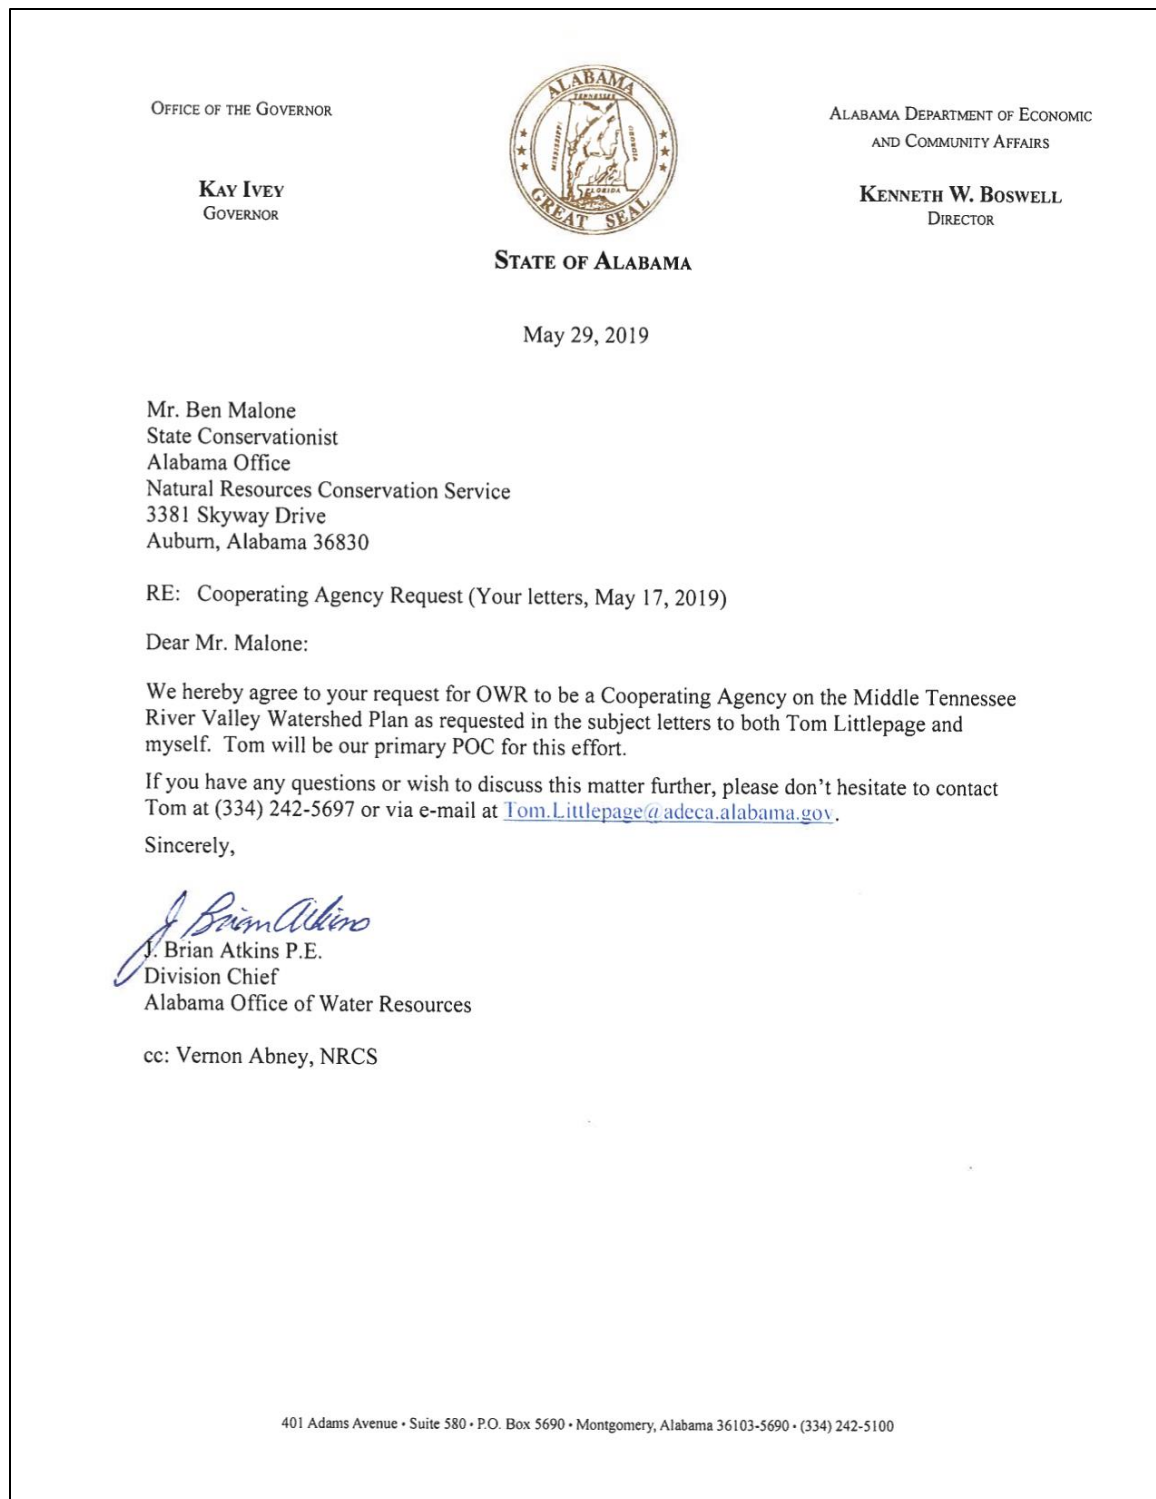 OFFICE OF THE GOVERNOR
KAY IVEY
GOVERNOR
ALABAMA
TENNESSEE
MISSISSIPPI
GEORGIA
FLORIDA
GREAT SEAL
STATE OF ALABAMA
ALABAMA DEPARTMENT OF ECONOMIC
AND COMMUNITY AFFAIRS
KENNETH W. BOSWELL
DIRECTOR
May 29, 2019
Mr. Ben Malone
State Conservationist
Alabama Office
Natural Resources Conservation Service
3381 Skyway Drive
Auburn, Alabama 36830
RE: Cooperating Agency Request (Your letters, May 17, 2019)
Dear Mr. Malone:
We hereby agree to your request for OWR to be a Cooperating Agency on the Middle Tennessee
River Valley Watershed Plan as requested in the subject letters to both Tom Littlepage and
myself. Tom will be our primary POC for this effort.
If you have any questions or wish to discuss this matter further, please don't hesitate to contact
Tom at (334) 242-5697 or via e-mail at Tom.Littlepage@adeca.alabama.gov.
Sincerely,
J Brian Atkins
J. Brian Atkins P.E.
Division Chief
Alabama Office of Water Resources
cc: Vernon Abney, NRCS
401 Adams Avenue • Suite 580 • P.O. Box 5690 • Montgomery, Alabama 36103-5690 • (334) 242-5100